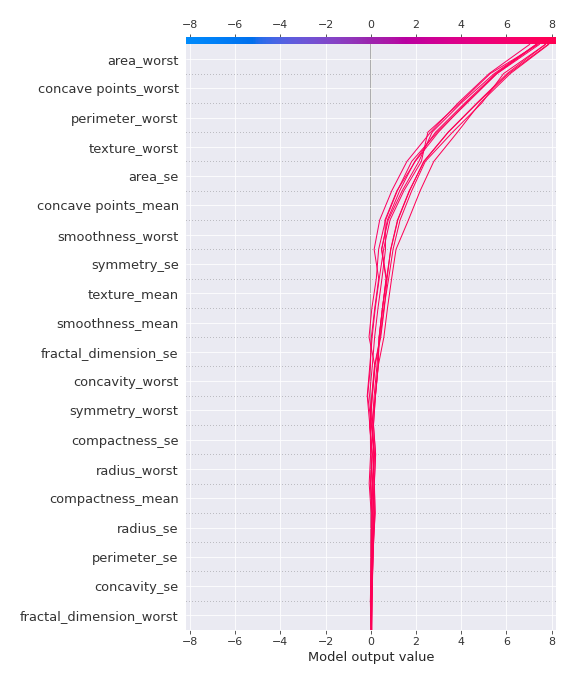 −8 −6 −4 −2 0 2 4 6 8
area_worst
concave points_worst
perimeter_worst
texture_worst
area_se
concave points_mean
smoothness_worst
symmetry_se
texture_mean
smoothness_mean
fractal_dimension_se
concavity_worst
symmetry_worst
compactness_se
radius_worst
compactness_mean
radius_se
perimeter_se
concavity_se
fractal_dimension_worst
−8 −6 −4 −2 0 2 4 6 8
Model output value